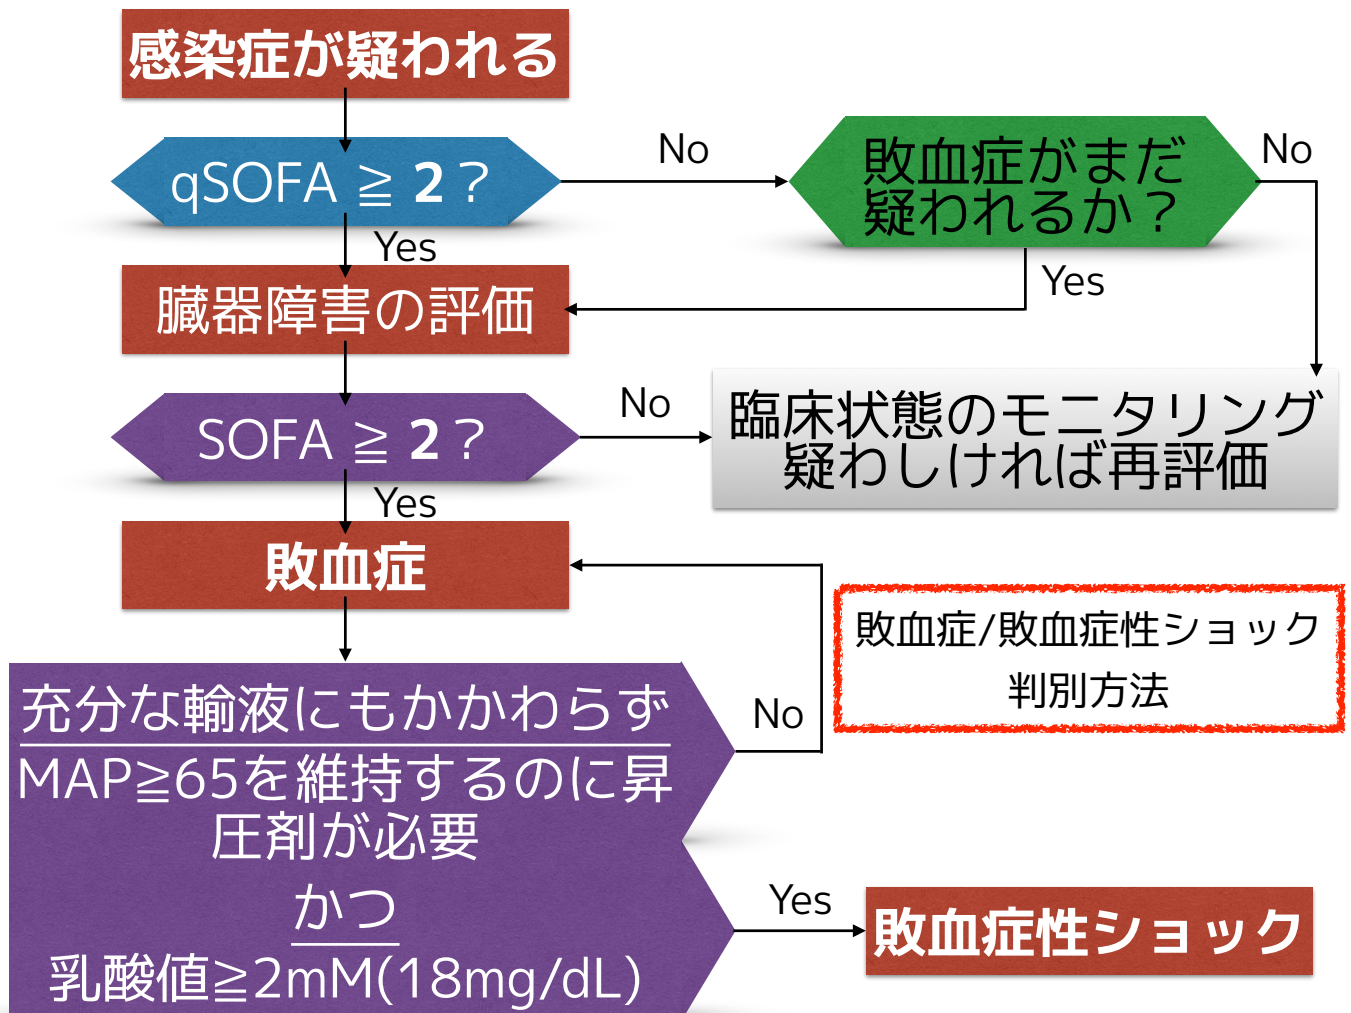 感染症が疑われる
qSOFA ≧ 2？
No
敗血症がまだ
疑われるか？
No
Yes
Yes
臓器障害の評価
SOFA ≧ 2？
No
臨床状態のモニタリング
疑わしければ再評価
Yes
敗血症
敗血症/敗血症性ショック
判別方法
充分な輸液にもかかわらず
MAP≧65を維持するのに昇
圧剤が必要
かつ
乳酸値≧2mM(18mg/dL)
No
Yes
敗血症性ショック